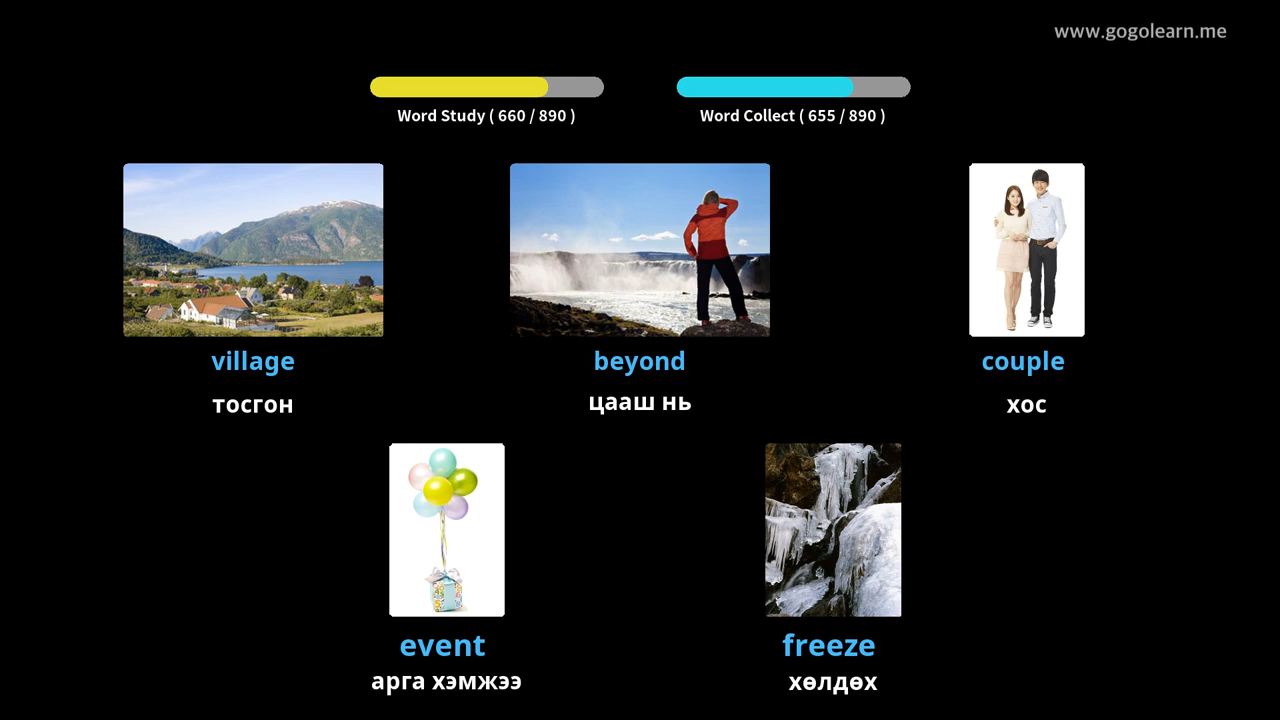 www.gogolearn.me
Word Study ( 660 / 890 )
Word Collect ( 655 / 890 )
village
beyond
couple
тосгон
цааш нь
хос
event
freeze
арга хэмжээ
хөлдөх